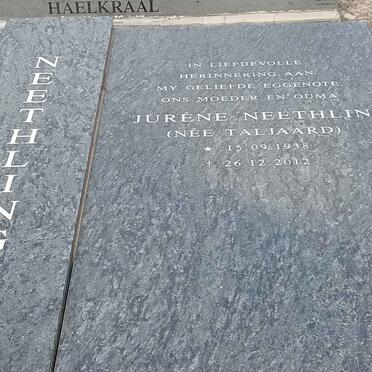 HAELKRAAL
NEETHLING
IN LIEFDEVOLLE
HERINNERING AAN
MY GELIEFDE EGGENOTE,
ONS MOEDER EN OUMA
JURÉNE NEETHLIN
(NÉE TALJAARD)
★ 15.09.1938
† 26.12.2012